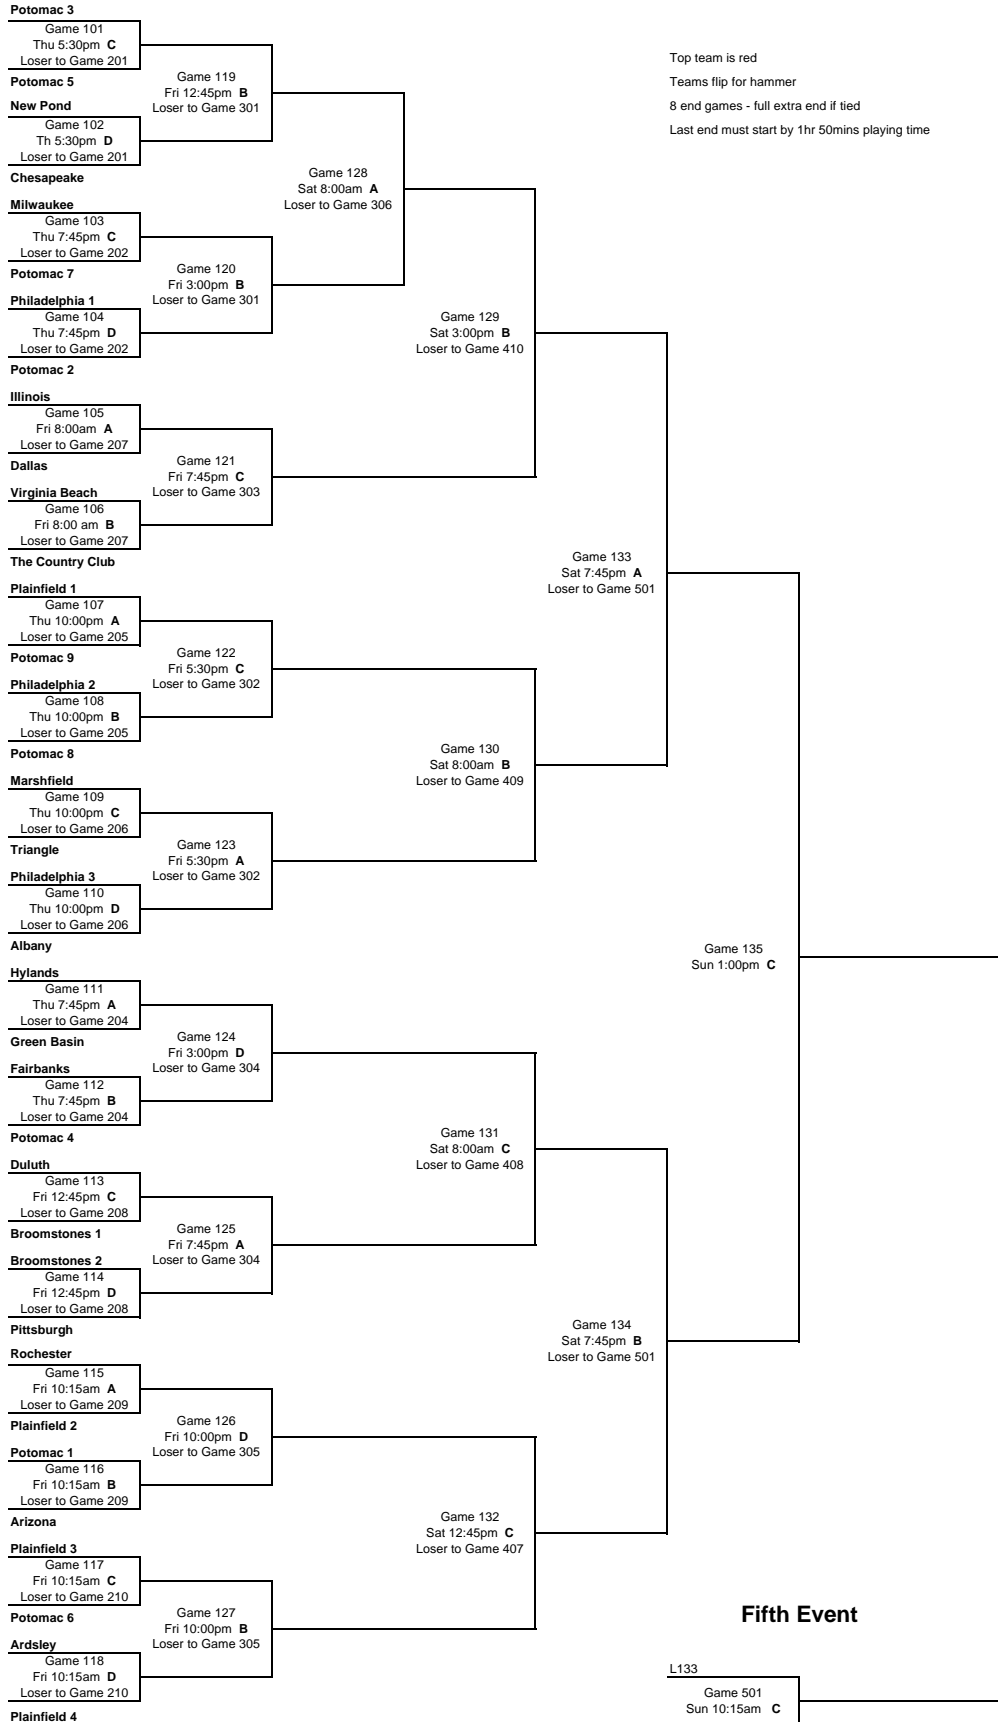 Potomac 3
Game 101
Thu 5:30pm C
Loser to Game 201
Potomac 5
New Pond
Game 102
Th 5:30pm D
Loser to Game 201
Chesapeake
Milwaukee
Game 103
Thu 7:45pm C
Loser to Game 202
Potomac 7
Philadelphia 1
Game 104
Thu 7:45pm D
Loser to Game 202
Potomac 2
Illinois
Game 105
Fri 8:00am A
Loser to Game 207
Dallas
Virginia Beach
Game 106
Fri 8:00 am B
Loser to Game 207
The Country Club
Plainfield 1
Game 107
Thu 10:00pm A
Loser to Game 205
Potomac 9
Philadelphia 2
Game 108
Thu 10:00pm B
Loser to Game 205
Potomac 8
Marshfield
Game 109
Thu 10:00pm C
Loser to Game 206
Triangle
Philadelphia 3
Game 110
Thu 10:00pm D
Loser to Game 206
Albany
Hylands
Game 111
Thu 7:45pm A
Loser to Game 204
Green Basin
Fairbanks
Game 112
Thu 7:45pm B
Loser to Game 204
Potomac 4
Duluth
Game 113
Fri 12:45pm C
Loser to Game 208
Broomstones 1
Broomstones 2
Game 114
Fri 12:45pm D
Loser to Game 208
Pittsburgh
Rochester
Game 115
Fri 10:15am A
Loser to Game 209
Plainfield 2
Potomac 1
Game 116
Fri 10:15am B
Loser to Game 209
Arizona
Plainfield 3
Game 117
Fri 10:15am C
Loser to Game 210
Potomac 6
Ardsley
Game 118
Fri 10:15am D
Loser to Game 210
Plainfield 4
Game 119
Fri 12:45pm B
Loser to Game 301
Game 120
Fri 3:00pm B
Loser to Game 301
Game 121
Fri 7:45pm C
Loser to Game 303
Game 122
Fri 5:30pm C
Loser to Game 302
Game 123
Fri 5:30pm A
Loser to Game 302
Game 124
Fri 3:00pm D
Loser to Game 304
Game 125
Fri 7:45pm A
Loser to Game 304
Game 126
Fri 10:00pm D
Loser to Game 305
Game 127
Fri 10:00pm B
Loser to Game 305
Game 128
Sat 8:00am A
Loser to Game 306
Game 129
Sat 3:00pm B
Loser to Game 410
Game 130
Sat 8:00am B
Loser to Game 409
Game 131
Sat 8:00am C
Loser to Game 408
Game 132
Sat 12:45pm C
Loser to Game 407
Game 133
Sat 7:45pm A
Loser to Game 501
Game 134
Sat 7:45pm B
Loser to Game 501
Game 135
Sun 1:00pm C
Top team is red
Teams flip for hammer
8 end games - full extra end if tied
Last end must start by 1hr 50mins playing time
Fifth Event
L133
Game 501
Sun 10:15am C